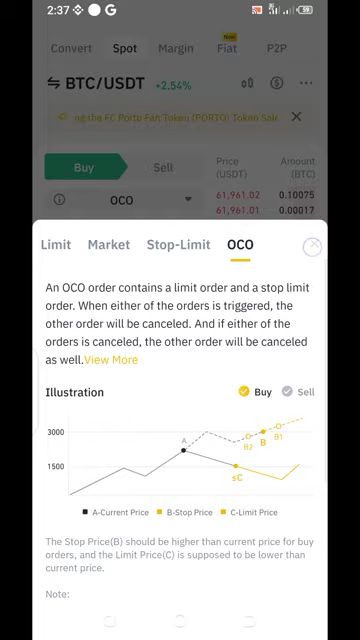 2:37
59
Convert Spot Margin Fiat P2P
New
BTC/USDT +2.54%
ng the FC Porto Fan Token (PORTO) Token Sale
Buy Sell
Price (USDT)
Amount (BTC)
OCO
61,961.02 0.10075
61,961.01 0.00017
Limit Market Stop-Limit OCO
An OCO order contains a limit order and a stop limit
order. When either of the orders is triggered, the
other order will be canceled. And if either of the
orders is canceled, the other order will be canceled
as well.View More
Illustration Buy Sell
3000
1500
A
B2 B B1
≤C
A-Current Price B-Stop Price C-Limit Price
The Stop Price(B) should be higher than current price for buy
orders, and the Limit Price(C) is supposed to be lower than
current price.
Note: